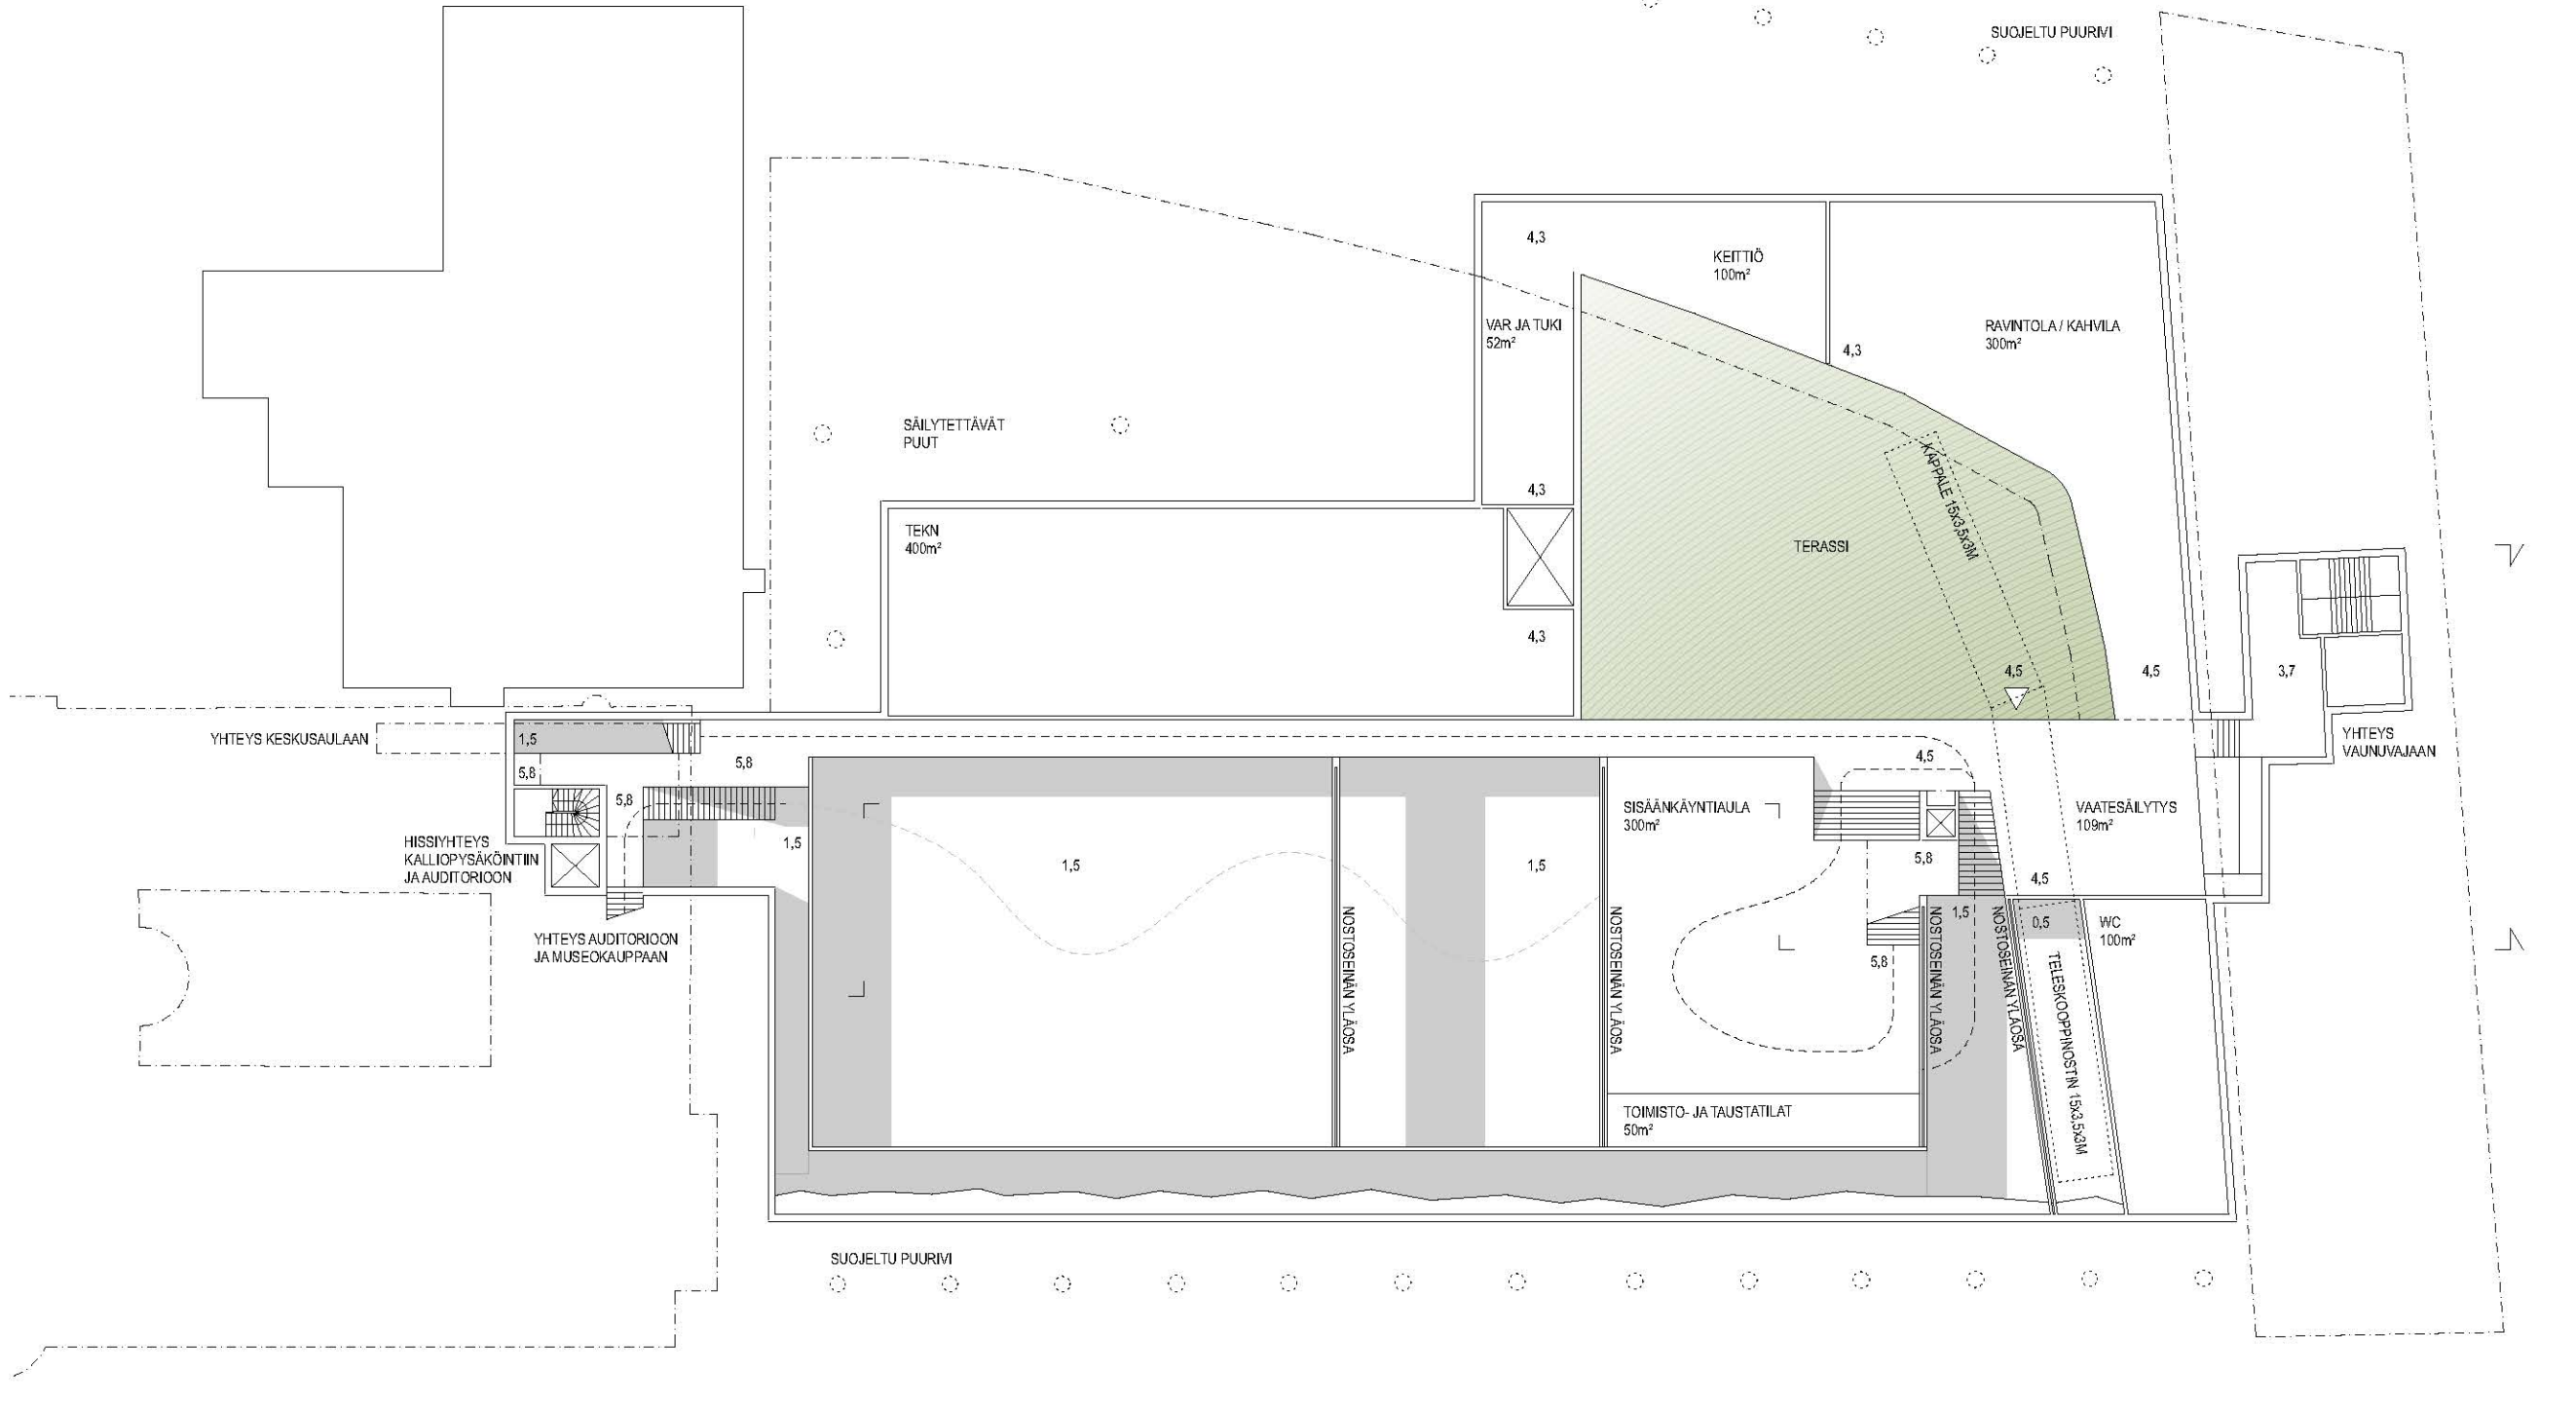 SUOJELTU PUURIVI
4,3
KEITTIÖ
100m²
VAR JA TUKI
52m²
RAVINTOLA / KAHVILA
300m²
4,3
SÄILYTETTÄVÄT
PUUT
KAPPALE 15x3,5x3M
4,3
TEKN
400m²
TERASSI
4,3
4,5
4,5
3,7
YHTEYS KESKUSAULAAN
1,5
YHTEYS
VAUNUVAJAAN
5,8
5,8
4,5
5,8
SISÄÄNKÄYNTIAULA
300m²
VAATESÄILYTYS
109m²
HISSIYHTEYS
KALLIOPYSÄKÖINTIIN
JA AUDITORIOON
1,5
1,5
1,5
5,8
4,5
YHTEYS AUDITORIOON
JA MUSEOKAUPPAAN
NOSTOSEINÄN YLÄOSA
NOSTOSEINÄN YLÄOSA
NOSTOSEINÄN YLÄOSA
1,5
NOSTOSEINÄN YLÄOSA
0,5
WC
100m²
5,8
TELESKOOPPINOSTIN 15x3,5x3M
TOIMISTO- JA TAUSTATILAT
50m²
SUOJELTU PUURIVI